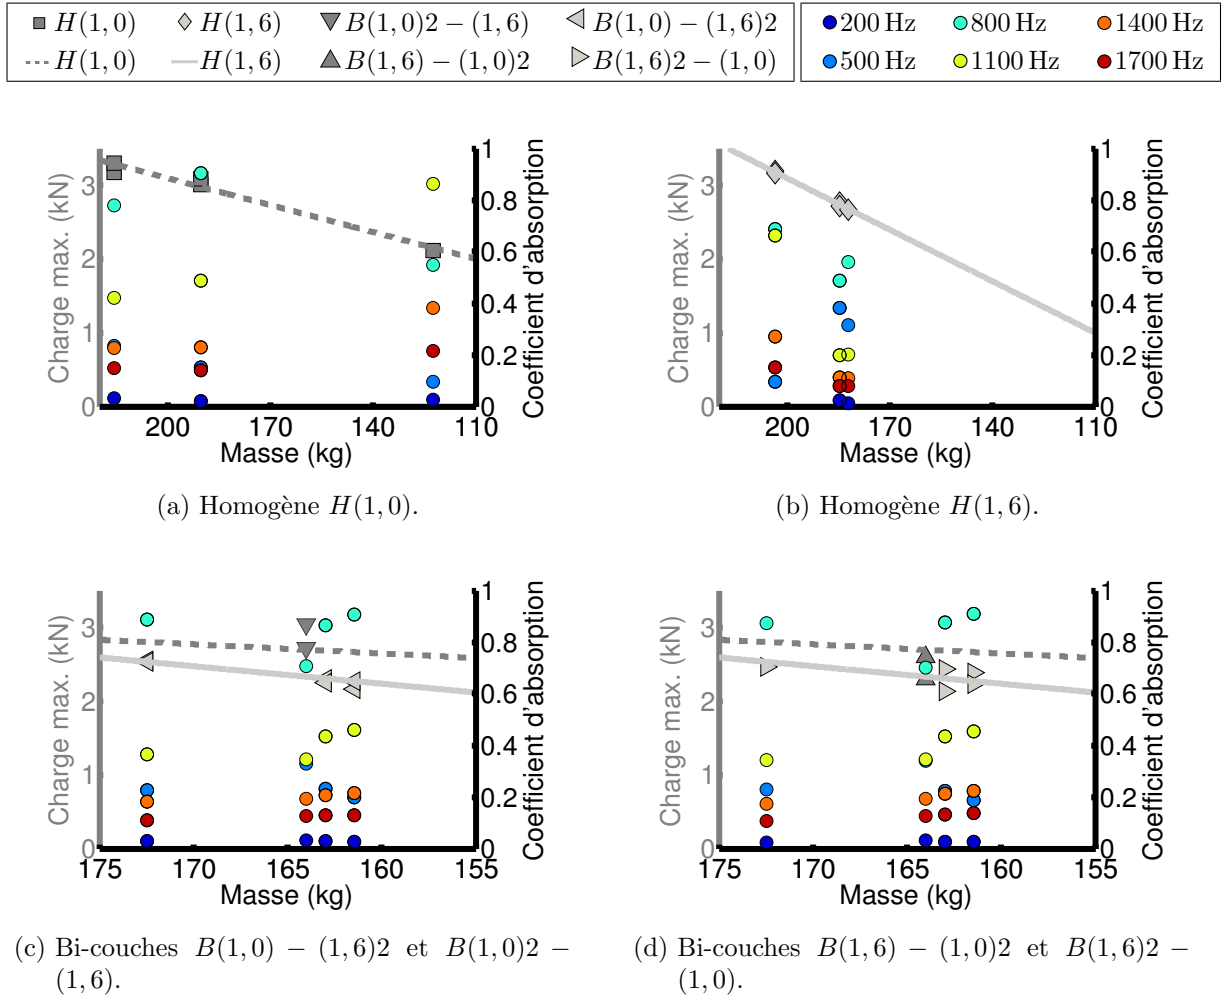 H(1, 0) H(1, 6) B(1, 0)2 − (1, 6) B(1, 0) − (1, 6)2 200 Hz 800 Hz 1400 Hz
H(1, 0) H(1, 6) B(1, 6) − (1, 0)2 B(1, 6)2 − (1, 0) 500 Hz 1100 Hz 1700 Hz
Charge max. (kN)
3
2
1
0
1
0.8
0.6
0.4
0.2
0
Coefficient d'absorption
200 170 140 110
Masse (kg)
(a) Homogène H(1, 0).
Charge max. (kN)
3
2
1
0
1
0.8
0.6
0.4
0.2
0
Coefficient d'absorption
200 170 140 110
Masse (kg)
(b) Homogène H(1, 6).
Charge max. (kN)
3
2
1
0
1
0.8
0.6
0.4
0.2
0
Coefficient d'absorption
175 170 165 160 155
Masse (kg)
(c) Bi-couches B(1, 0) − (1, 6)2 et B(1, 0)2 −
(1, 6).
Charge max. (kN)
3
2
1
0
1
0.8
0.6
0.4
0.2
0
Coefficient d'absorption
175 170 165 160 155
Masse (kg)
(d) Bi-couches B(1, 6) − (1, 0)2 et B(1, 6)2 −
(1, 0).